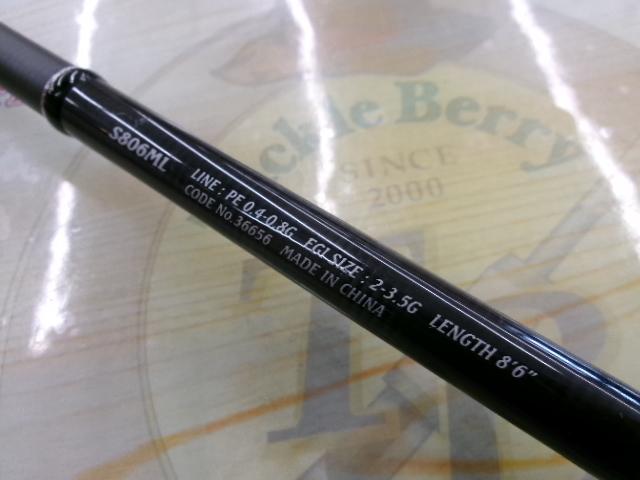 S806ML
LINE : PE 0.4-0.8G EGI SIZE : 2-3.5G LENGTH 8'6"
CODE No.36656 MADE IN CHINA
ckle Berry
SINCE
2000